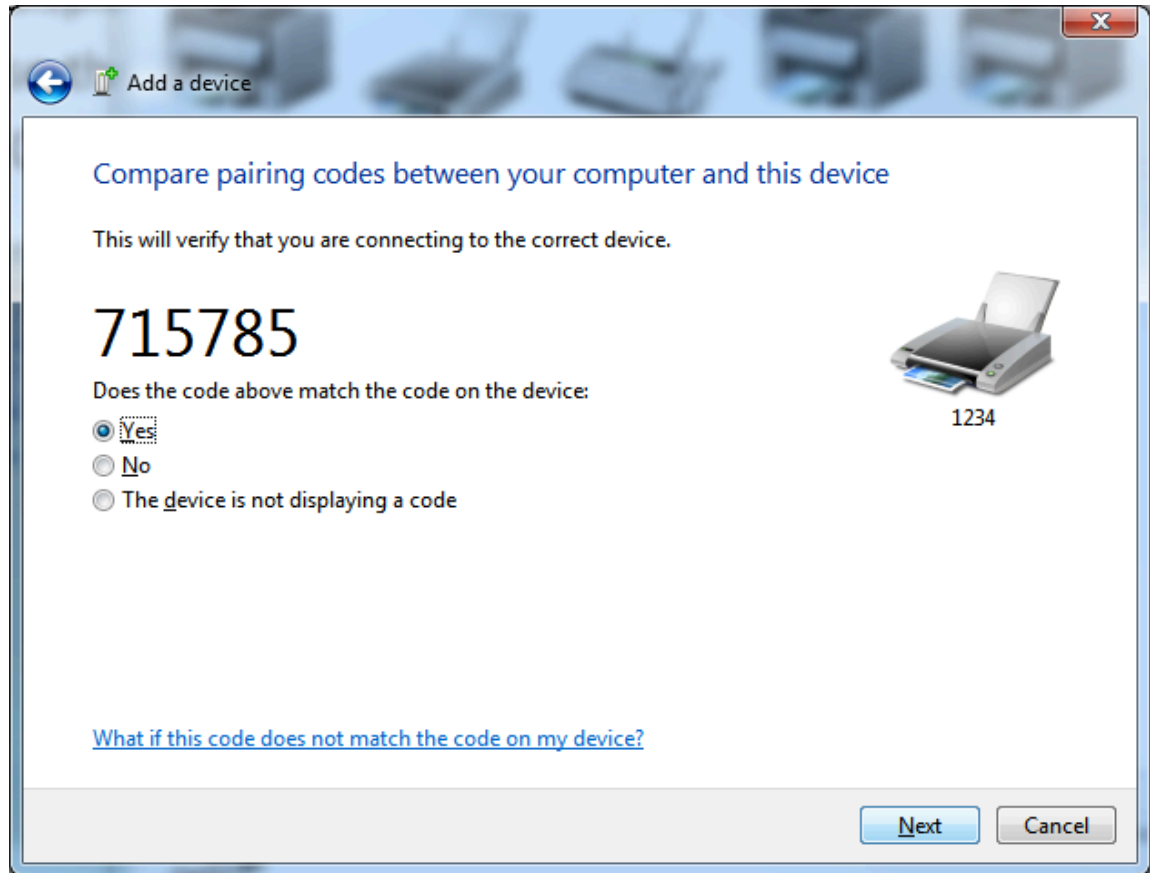 Add a device
Compare pairing codes between your computer and this device
This will verify that you are connecting to the correct device.
715785
Does the code above match the code on the device:
1234
Yes
No
The device is not displaying a code
What if this code does not match the code on my device?
Next
Cancel